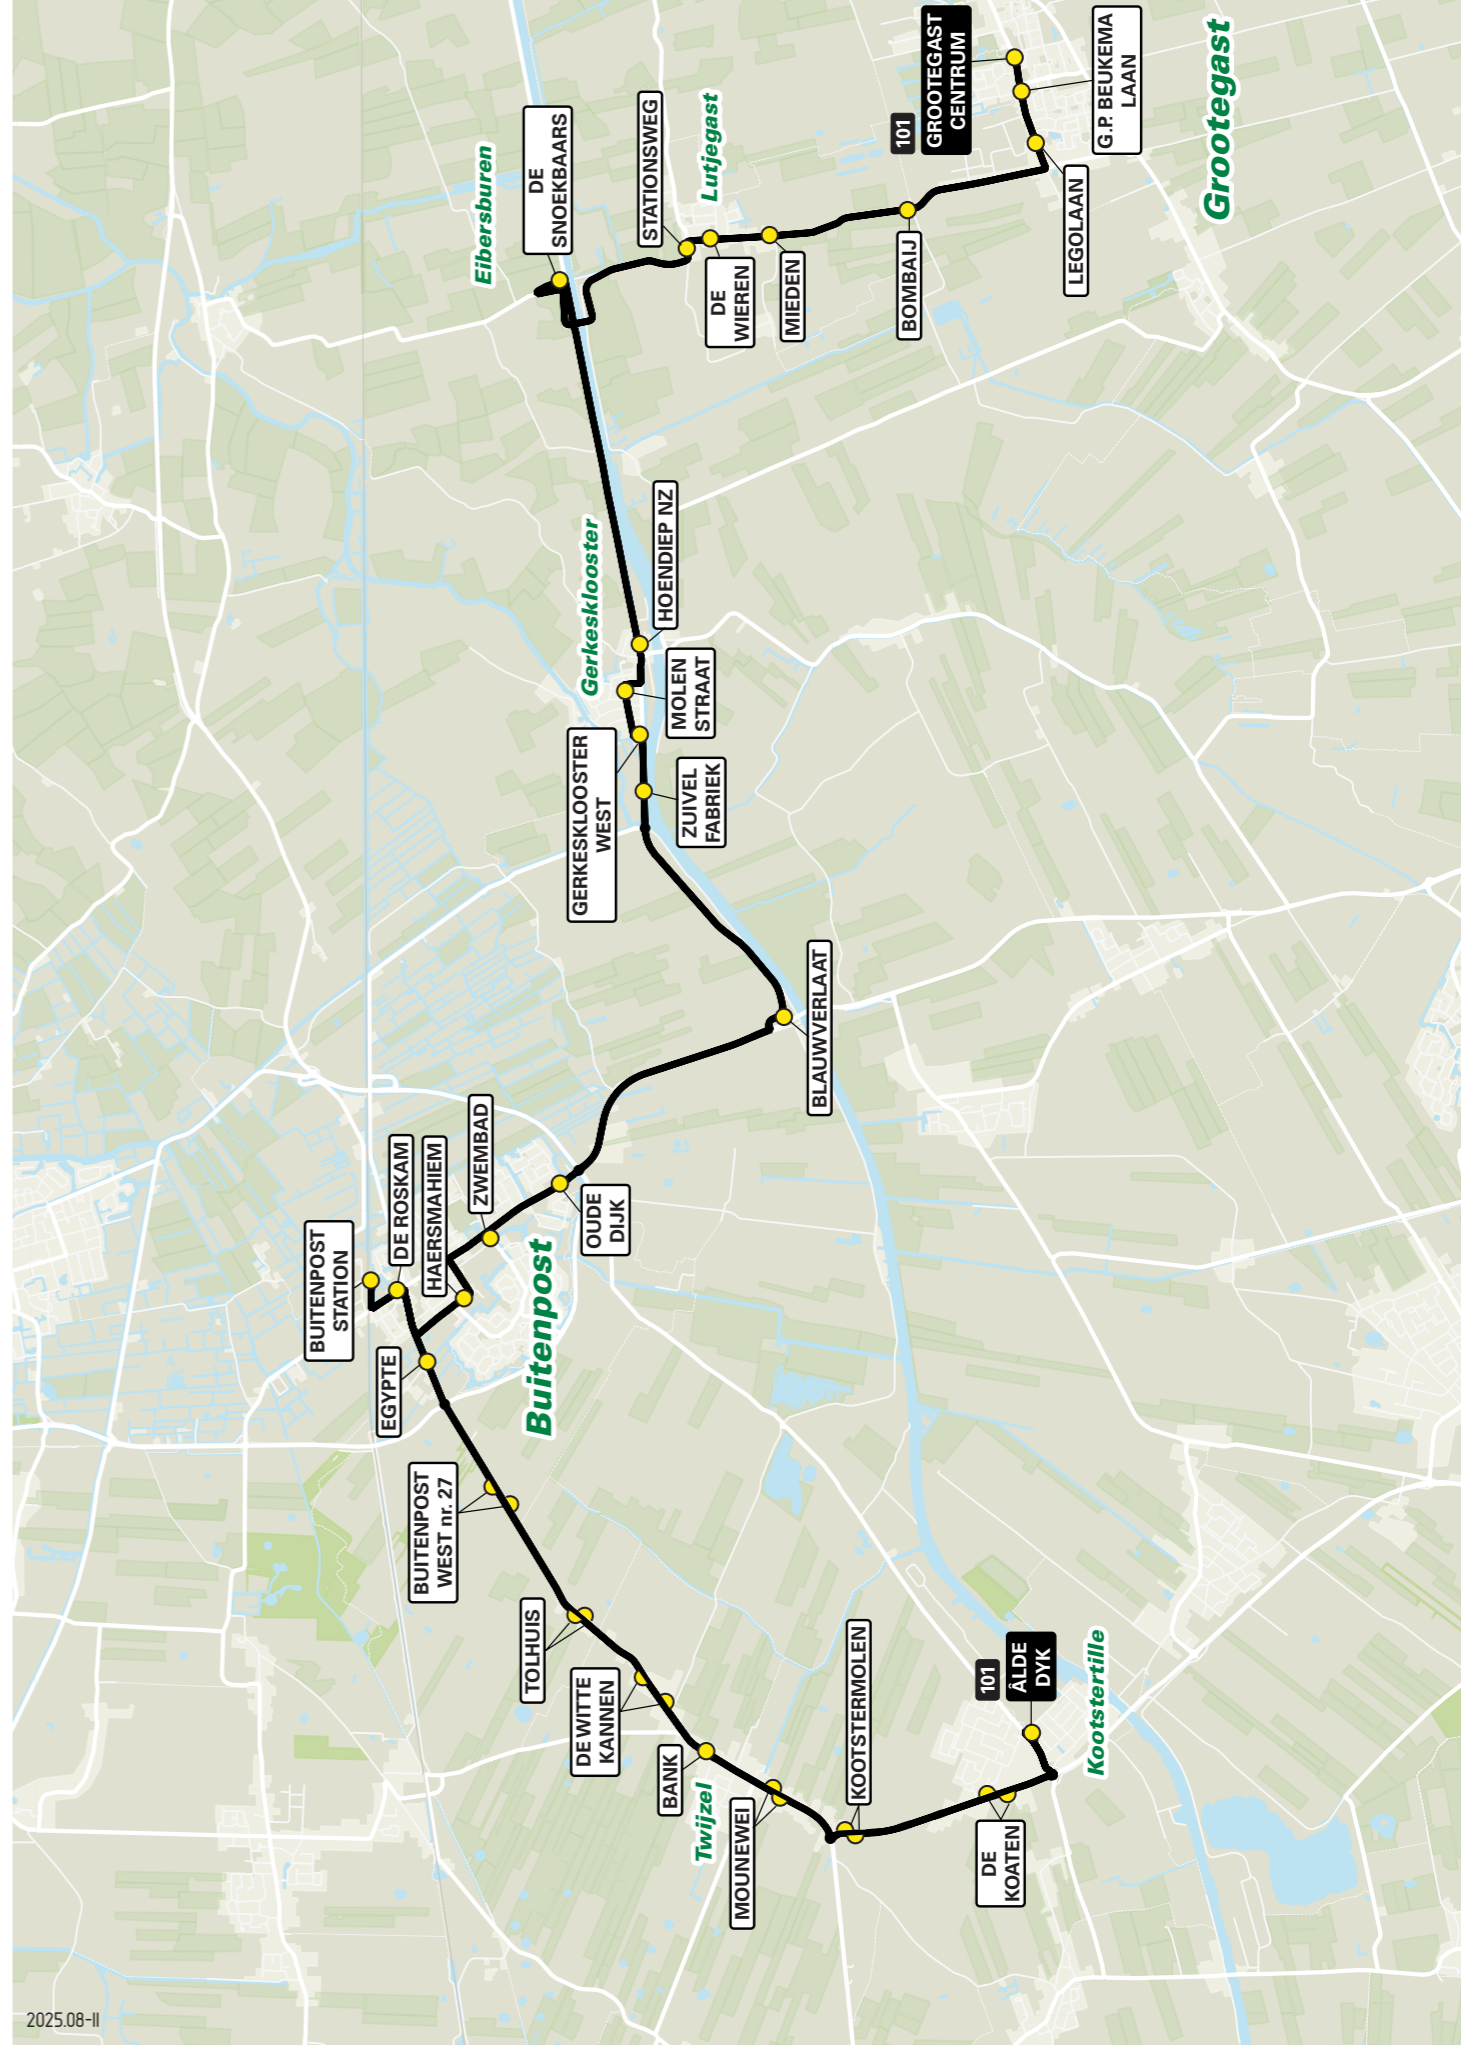 BUITENPOST
STATION
DE ROSKAM
HAERSMAHIEM
ZWEMBAD
OUDE
DIJK
EGYPTE
Buitenpost
BUITENPOST
WEST nr. 27
TOLHUIS
DE WITTE
KANNEN
BANK
Twijzel
MOUNEWEI
KOOTSTERMOLEN
DE
KOATEN
101
ÂLDE
DYK
Kootstertille
BLAUWVERLAAT
ZUIVEL
FABRIEK
GERKESKLOOSTER
WEST
MOLEN
STRAAT
Gerkesklooster
HOENDIEP NZ
Eibersburen
DE
SNOEKBAARS
STATIONSWEG
Lutjegast
DE
WIEREN
MIEDEN
BOMBAIJ
LEGOLAAN
G.P. BEUKEMA
LAAN
101
GROOTEGAST
CENTRUM
Grootegast
2025.08-II